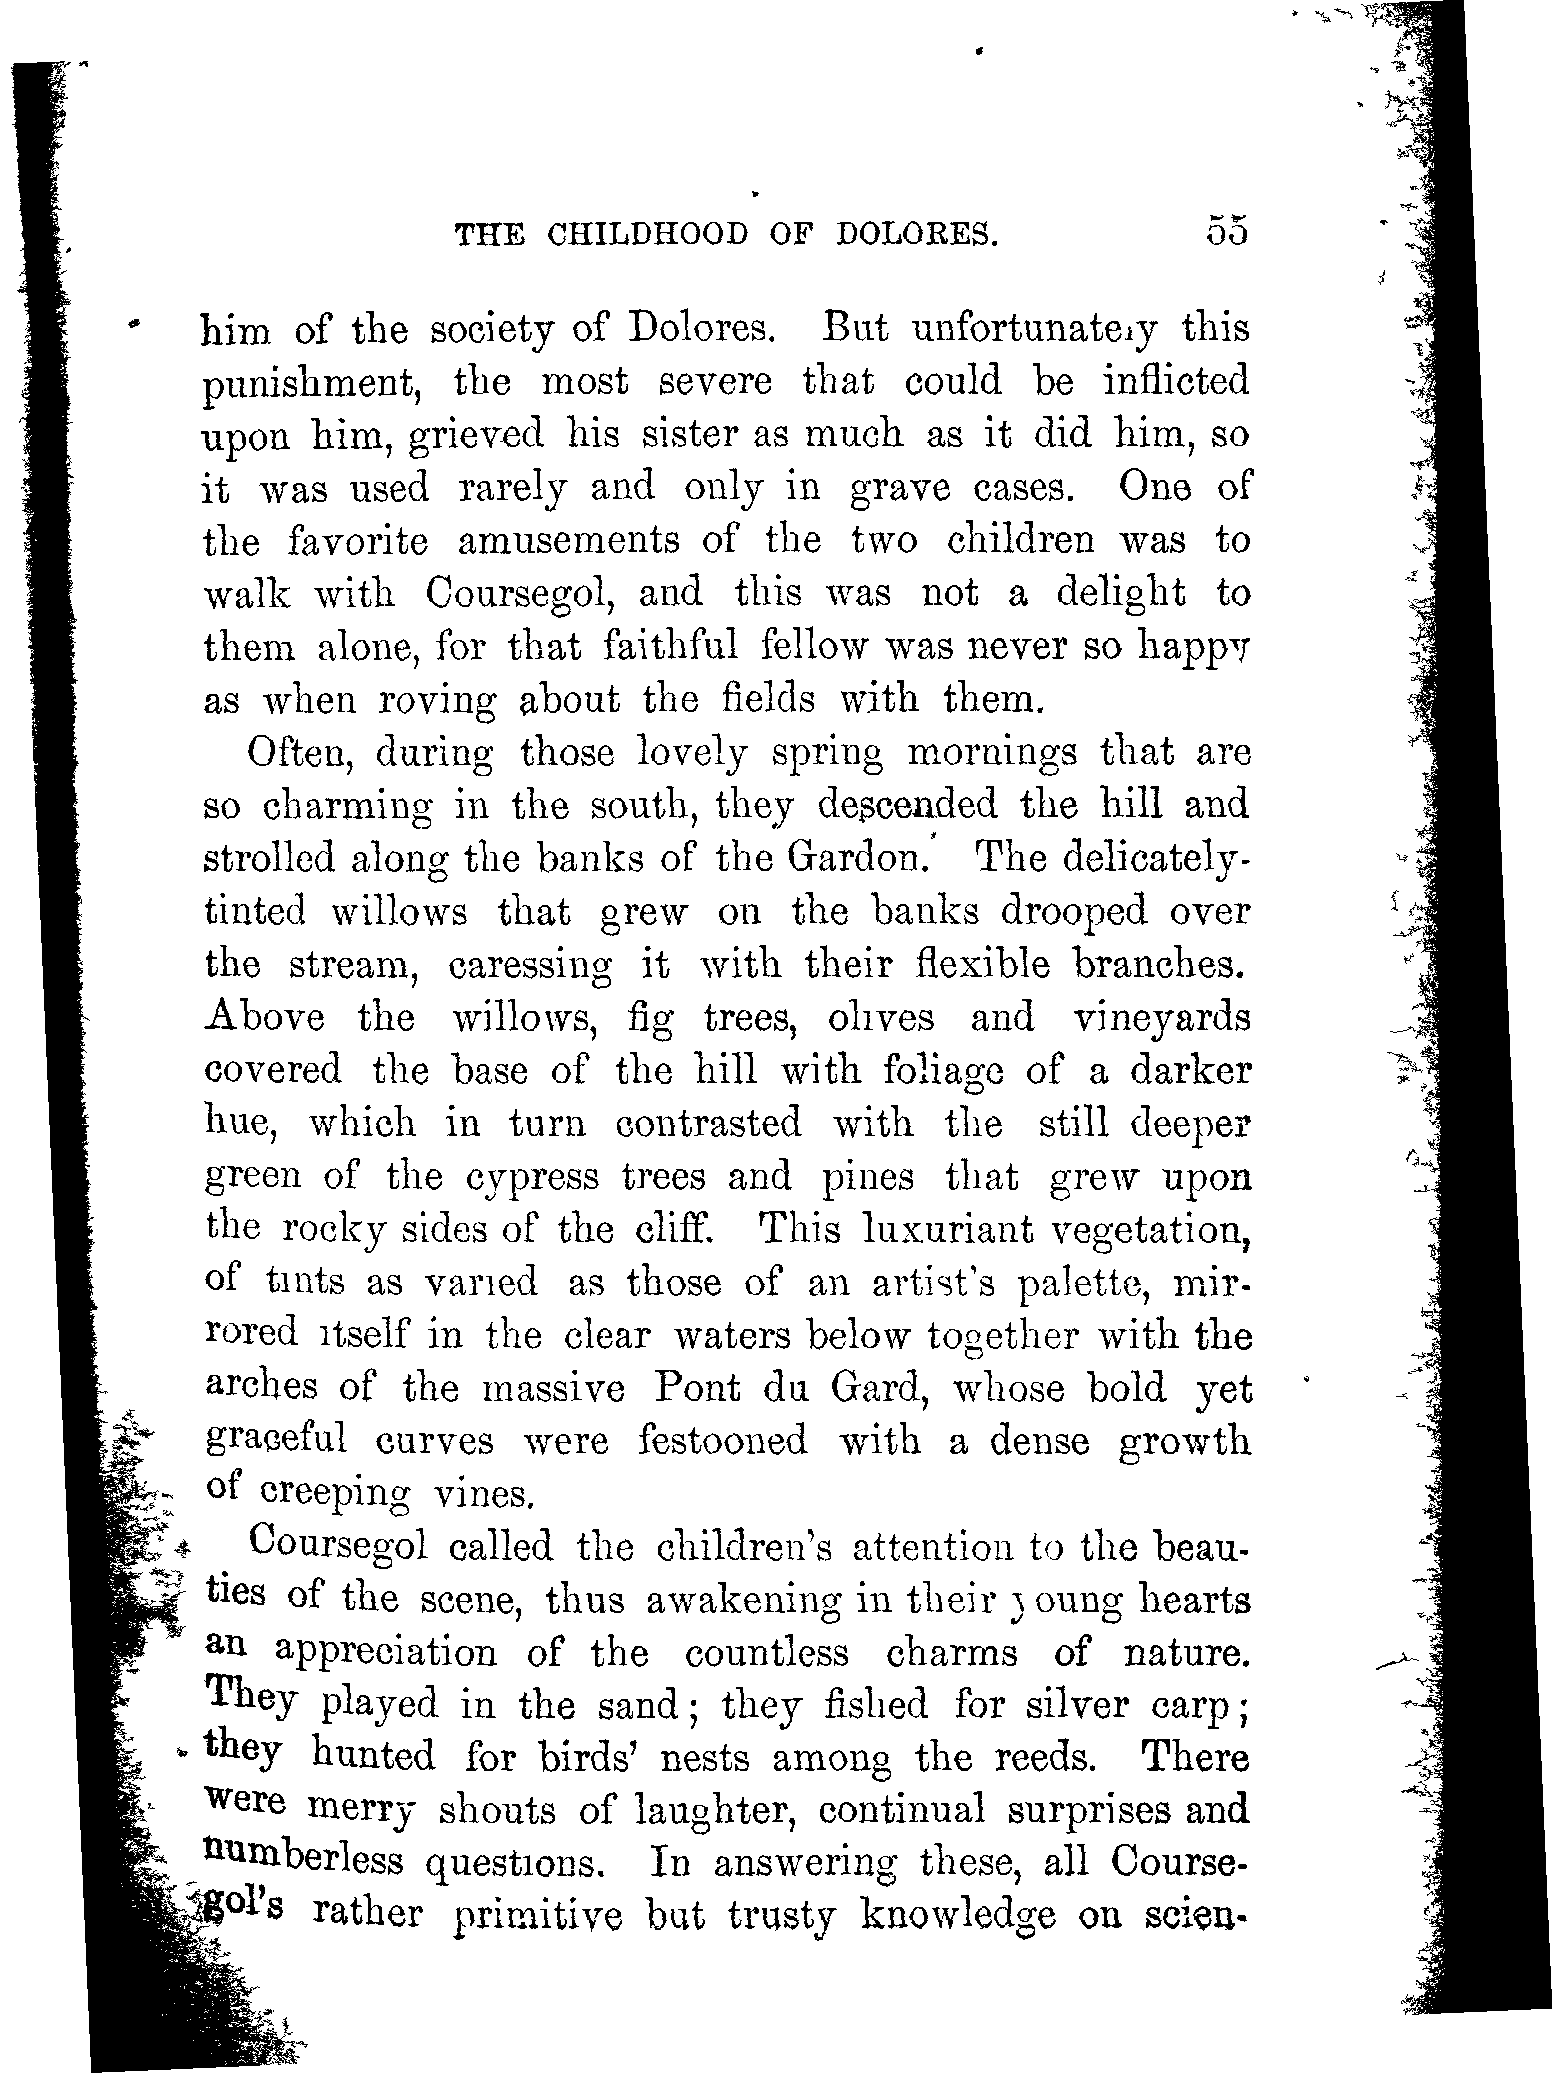 THE CHILDHOOD OF DOLORES. 55
him of the society of Dolores. But unfortunately this
punishment, the most severe that could be inflicted
upon him, grieved his sister as much as it did him, so
it was used rarely and only in grave cases. One of
the favorite amusements of the two children was to
walk with Coursegol, and this was not a delight to
them alone, for that faithful fellow was never so happy
as when roving about the fields with them.
Often, during those lovely spring mornings that are
so charming in the south, they descended the hill and
strolled along the banks of the Gardon. The delicately-
tinted willows that grew on the banks drooped over
the stream, caressing it with their flexible branches.
Above the willows, fig trees, olives and vineyards
covered the base of the hill with foliage of a darker
hue, which in turn contrasted with the still deeper
green of the cypress trees and pines that grew upon
the rocky sides of the cliff. This luxuriant vegetation,
of tints as varied as those of an artist's palette, mir-
rored itself in the clear waters below together with the
arches of the massive Pont du Gard, whose bold yet
graceful curves were festooned with a dense growth
of creeping vines.
Coursegol called the children's attention to the beau-
ties of the scene, thus awakening in their young hearts
an appreciation of the countless charms of nature.
They played in the sand; they fished for silver carp;
they hunted for birds' nests among the reeds. There
were merry shouts of laughter, continual surprises and
numberless questions. In answering these, all Course-
gol's rather primitive but trusty knowledge on scien-